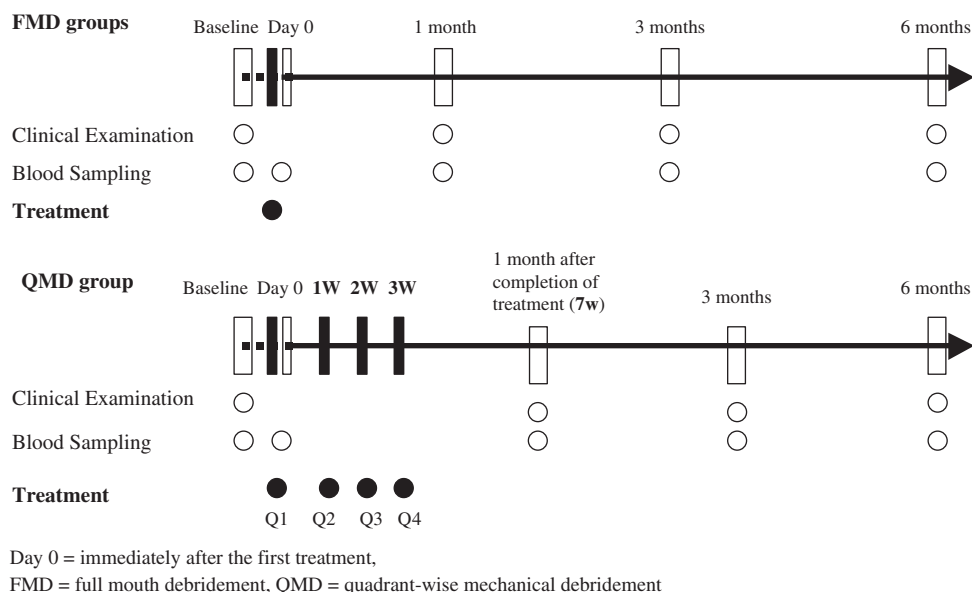 FMD groups
Baseline Day 0 1 month 3 months 6 months
Clinical Examination
Blood Sampling
Treatment
QMD group
Baseline Day 0 1W 2W 3W
1 month after
completion of
treatment (7w)
3 months
6 months
Clinical Examination
Blood Sampling
Treatment
Q1 Q2 Q3 Q4
Day 0 = immediately after the first treatment,
FMD = full mouth debridement, QMD = quadrant-wise mechanical debridement